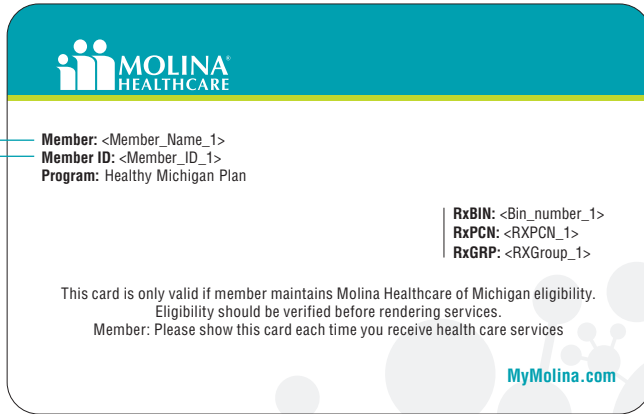 MOLINA®
HEALTHCARE
Member: <Member_Name_1>
Member ID: <Member_ID_1>
Program: Healthy Michigan Plan
RxBIN: <Bin_number_1>
RxPCN: <RXPCN_1>
RxGRP: <RXGroup_1>
This card is only valid if member maintains Molina Healthcare of Michigan eligibility.
Eligibility should be verified before rendering services.
Member: Please show this card each time you receive health care services
MyMolina.com